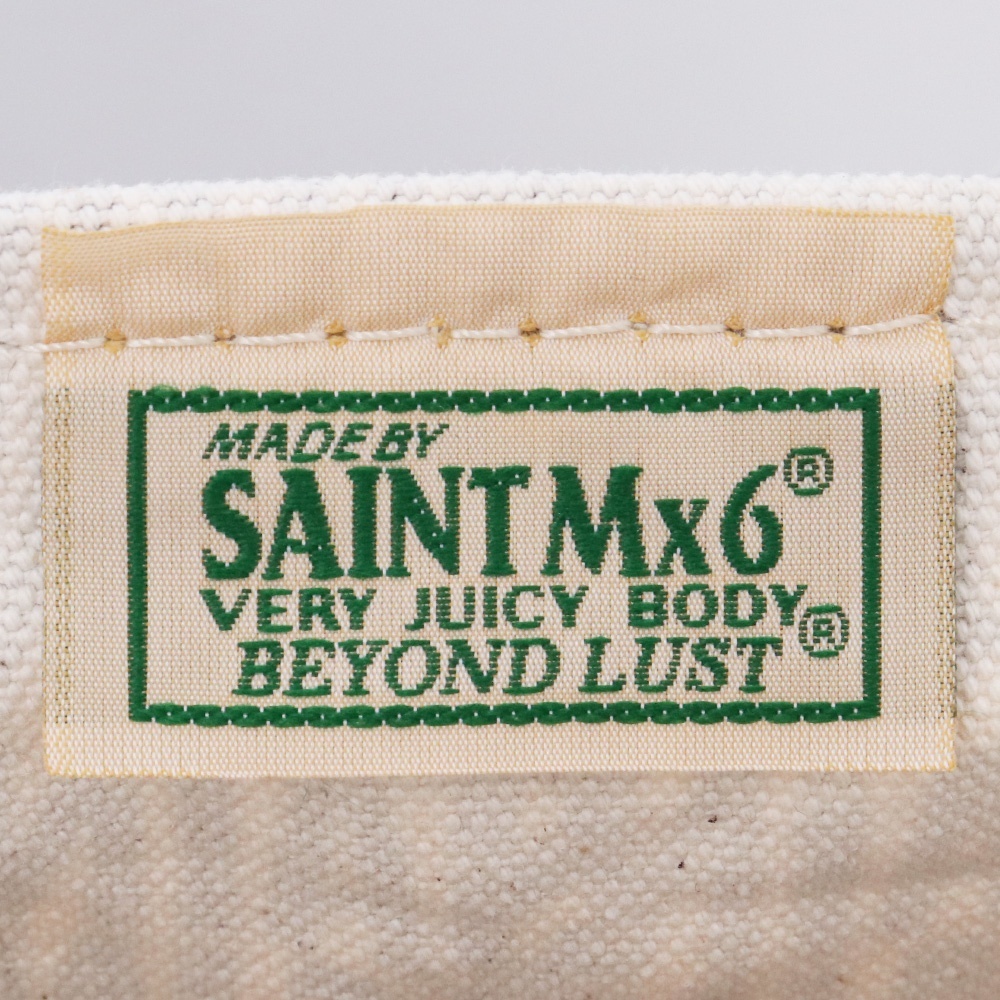 MADE BY
SAINT Mx6®
VERY JUICY BODY®
BEYOND LUST